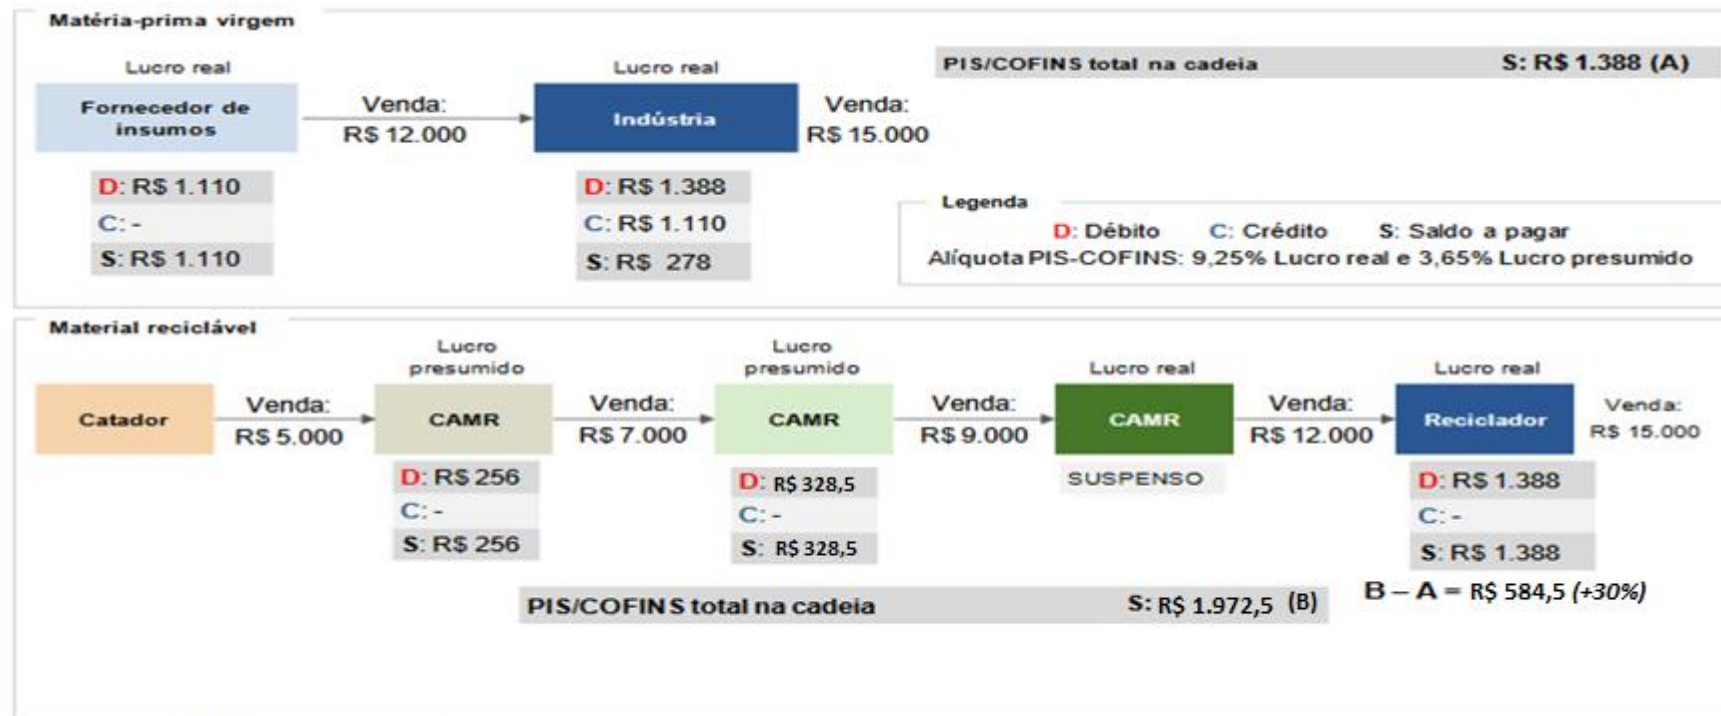 Matéria-prima virgem
Lucro real
Lucro real
PIS/COFINS total na cadeia S: R$ 1.388 (A)
Fornecedor de
insumos
Venda:
R$ 12.000
Indústria
Venda:
R$ 15.000
D: R$ 1.110
C: -
S: R$ 1.110
D: R$ 1.388
C: R$ 1.110
S: R$ 278
Legenda
D: Débito C: Crédito S: Saldo a pagar
Alíquota PIS-COFINS: 9,25% Lucro real e 3,65% Lucro presumido
Material reciclável
Lucro
presumido
Lucro
presumido
Lucro real
Lucro real
Catador
Venda:
R$ 5.000
CAMR
Venda:
R$ 7.000
CAMR
Venda:
R$ 9.000
CAMR
Venda:
R$ 12.000
Reciclador
Venda:
R$ 15.000
D: R$ 256
C: -
S: R$ 256
D: R$ 328,5
C: -
S: R$ 328,5
SUSPENSO
D: R$ 1.388
C: -
S: R$ 1.388
PIS/COFINS total na cadeia S: R$ 1.972,5 (B)
B – A = R$ 584,5 (+30%)